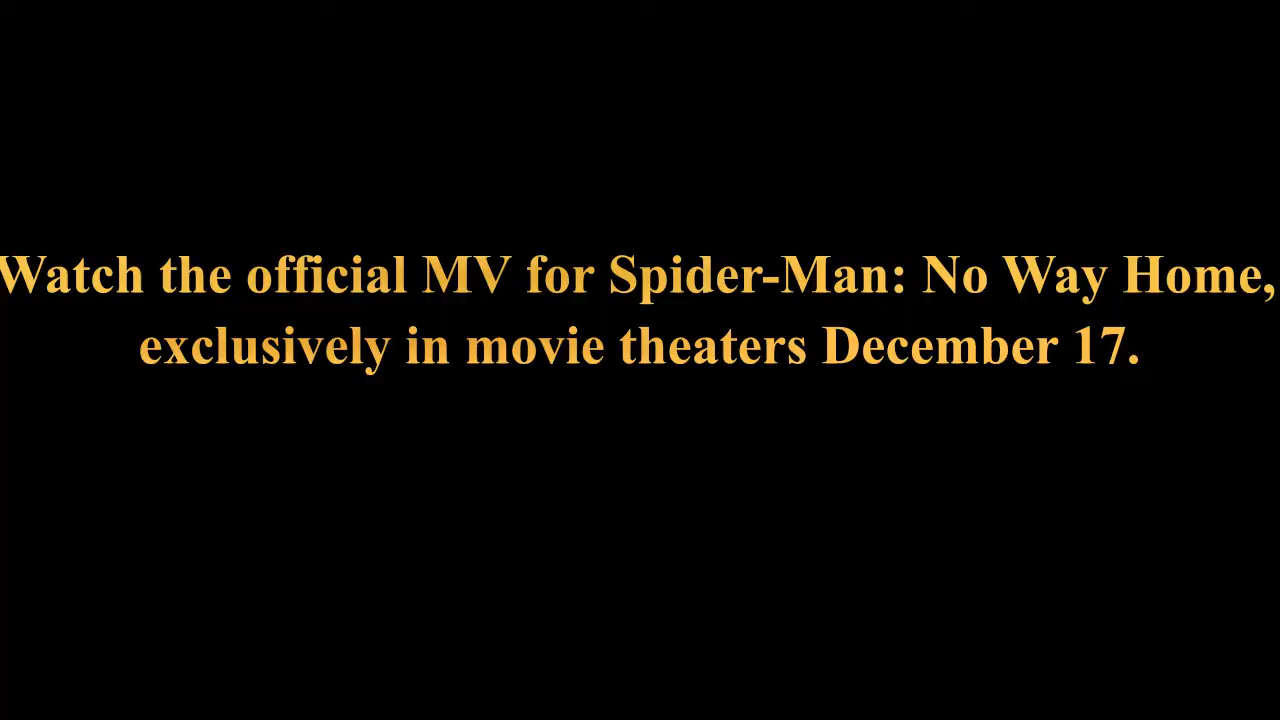 Watch the official MV for Spider-Man: No Way Home,
exclusively in movie theaters December 17.